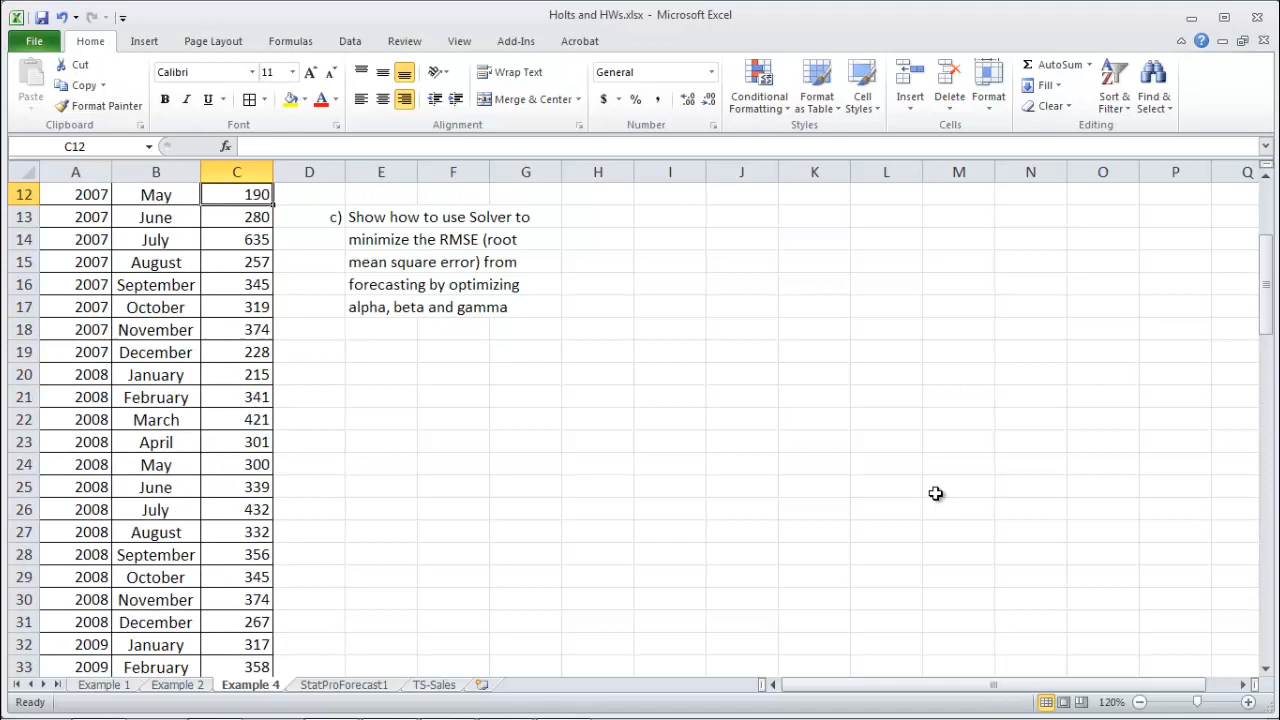 Holts and HWs.xlsx - Microsoft Excel
File Home Insert Page Layout Formulas Data Review View Add-Ins Acrobat
Paste Cut Copy Format Painter
Calibri 11 A A
B I U A
Wrap Text
Merge & Center
General
$ % ,
Conditional Formatting Format as Table Cell Styles
Insert Delete Format
AutoSum Fill Clear
Sort & Filter Find & Select
Clipboard Font Alignment Number Styles Cells Editing
C12 fx
A B C D E F G H I J K L M N O P Q
12 2007 May 190
13 2007 June 280 c) Show how to use Solver to
14 2007 July 635 minimize the RMSE (root
15 2007 August 257 mean square error) from
16 2007 September 345 forecasting by optimizing
17 2007 October 319 alpha, beta and gamma
18 2007 November 374
19 2007 December 228
20 2008 January 215
21 2008 February 341
22 2008 March 421
23 2008 April 301
24 2008 May 300
25 2008 June 339
26 2008 July 432
27 2008 August 332
28 2008 September 356
29 2008 October 345
30 2008 November 374
31 2008 December 267
32 2009 January 317
33 2009 February 358
Example 1 Example 2 Example 4 StatProForecast1 TS-Sales
Ready 120%